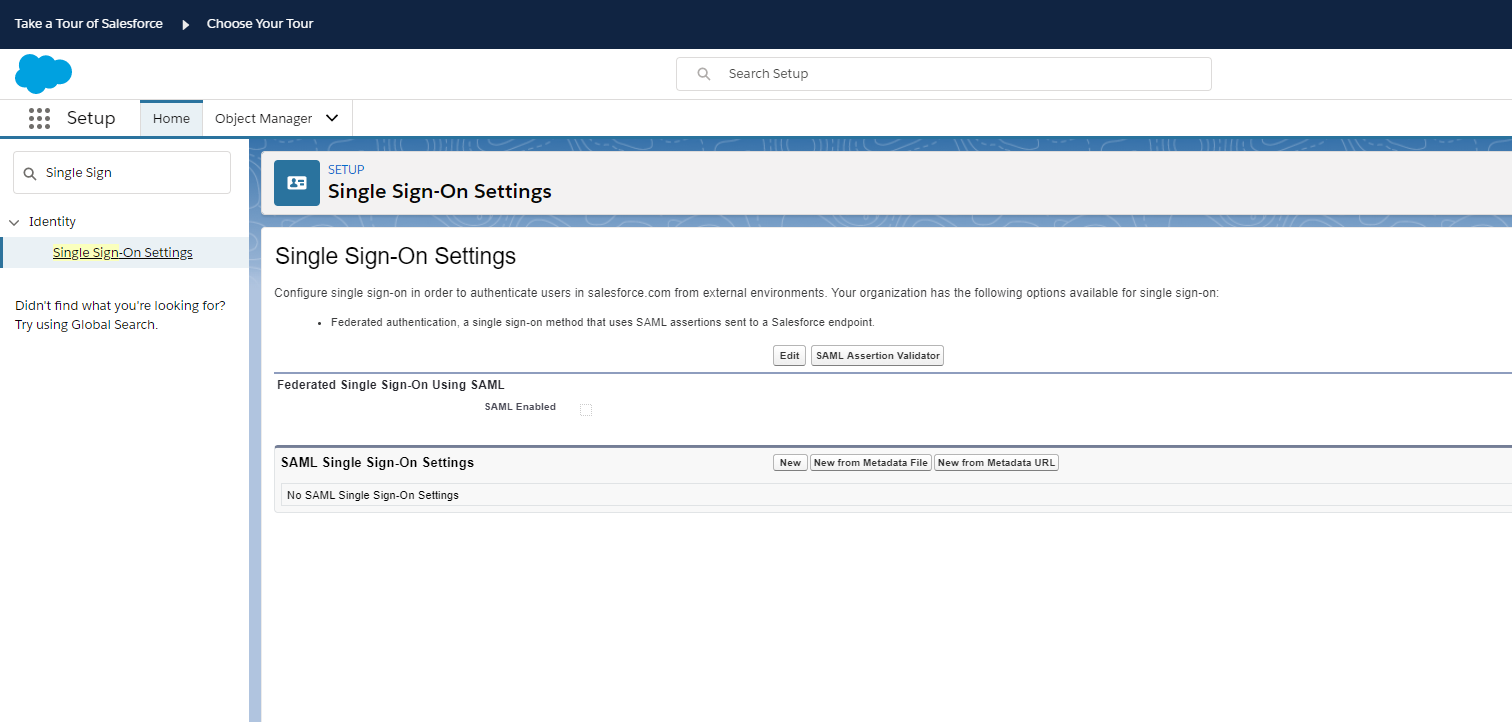 Take a Tour of Salesforce Choose Your Tour
Search Setup
Setup Home Object Manager
Single Sign
Identity
Single Sign-On Settings
Didn't find what you're looking for?
Try using Global Search.
SETUP
Single Sign-On Settings
Single Sign-On Settings
Configure single sign-on in order to authenticate users in salesforce.com from external environments. Your organization has the following options available for single sign-on:
• Federated authentication, a single sign-on method that uses SAML assertions sent to a Salesforce endpoint.
Edit SAML Assertion Validator
Federated Single Sign-On Using SAML
SAML Enabled
SAML Single Sign-On Settings New New from Metadata File New from Metadata URL
No SAML Single Sign-On Settings